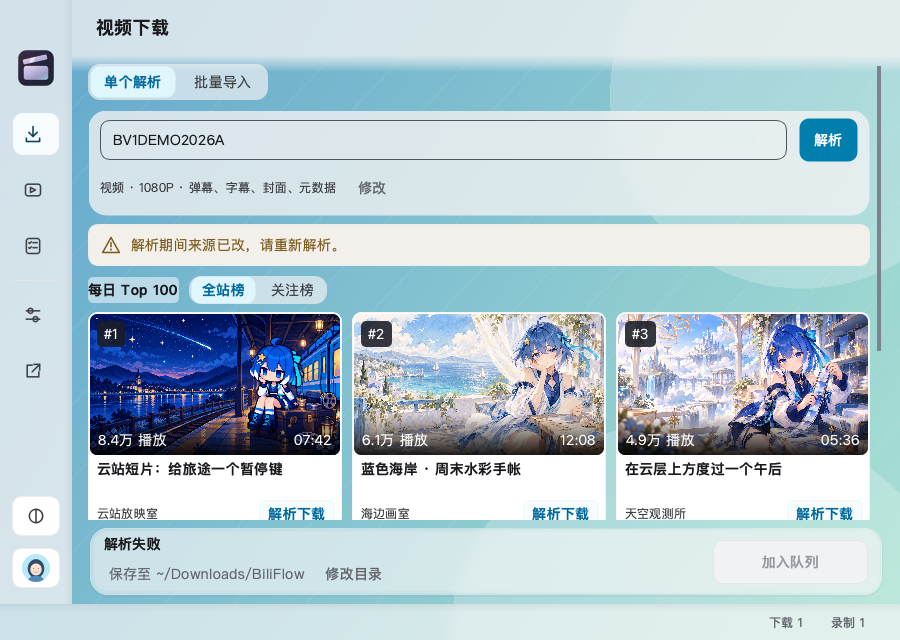 视频下载
单个解析 批量导入
BV1DEMO2026A
解析
视频 · 1080P · 弹幕、字幕、封面、元数据 修改
解析期间来源已改，请重新解析。
每日 Top 100 全站榜 关注榜
#1 #2 #3
8.4万 播放 07:42 6.1万 播放 12:08 4.9万 播放 05:36
云站短片：给旅途一个暂停键 蓝色海岸 · 周末水彩手帐 在云层上方度过一个午后
云站放映室 解析下载 海边画室 解析下载 天空观测所 解析下载
解析失败
保存至 ~/Downloads/BiliFlow 修改目录
加入队列
下载 1 录制 1